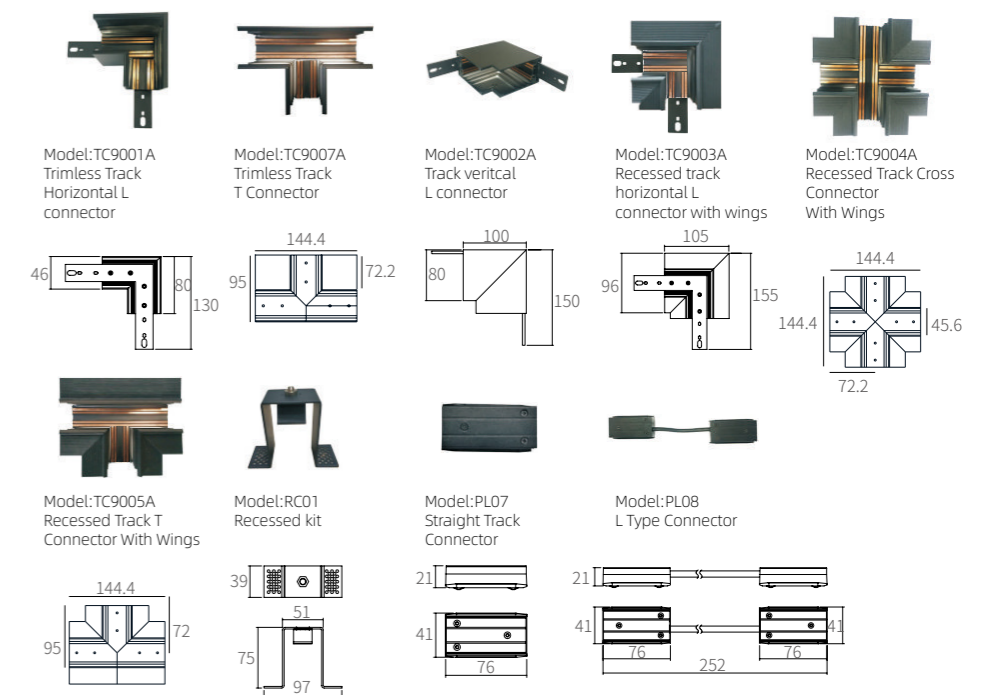 Model:TC9001A
Trimless Track
Horizontal L
connector
Model:TC9007A
Trimless Track
T Connector
Model:TC9002A
Track veritcal
L connector
Model:TC9003A
Recessed track
horizontal L
connector with wings
Model:TC9004A
Recessed Track Cross
Connector
With Wings
46
80
130
144.4
95
72.2
100
80
150
105
96
155
144.4
144.4
45.6
72.2
Model:TC9005A
Recessed Track T
Connector With Wings
Model:RC01
Recessed kit
Model:PL07
Straight Track
Connector
Model:PL08
L Type Connector
144.4
95
72
39
51
75
97
21
41
76
21
41
41
76
76
252